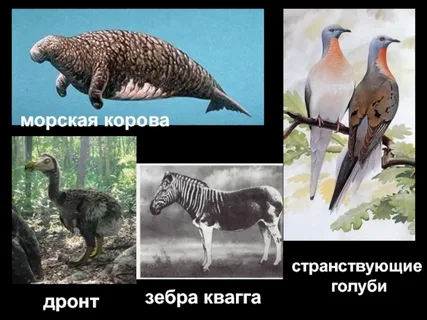 морская корова
дронт
зебра квагга
странствующие
голуби